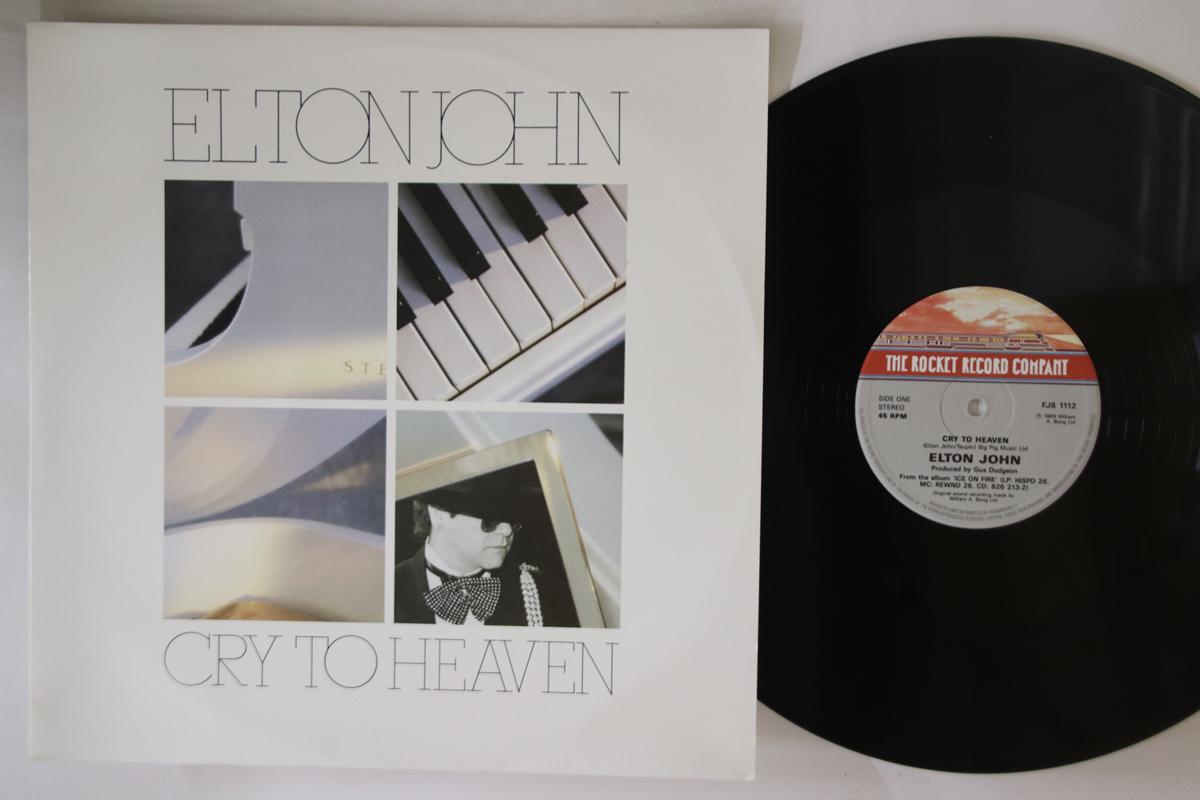 ELTON JOHN
STE
CRY TO HEAVEN
THE ROCKET RECORD COMPANY
SIDE ONE
STEREO
45 RPM
EJS 1112
℗ 1985 William
A. Bong Ltd
CRY TO HEAVEN
(Elton John/Taupin) Big Pig Music Ltd
ELTON JOHN
Produced by Gus Dudgeon
From the album 'ICE ON FIRE' (LP: HISPD 26.
MC: REWND 26. CD: 826 213-2)
Original sound recording made by
William A. Bong Ltd